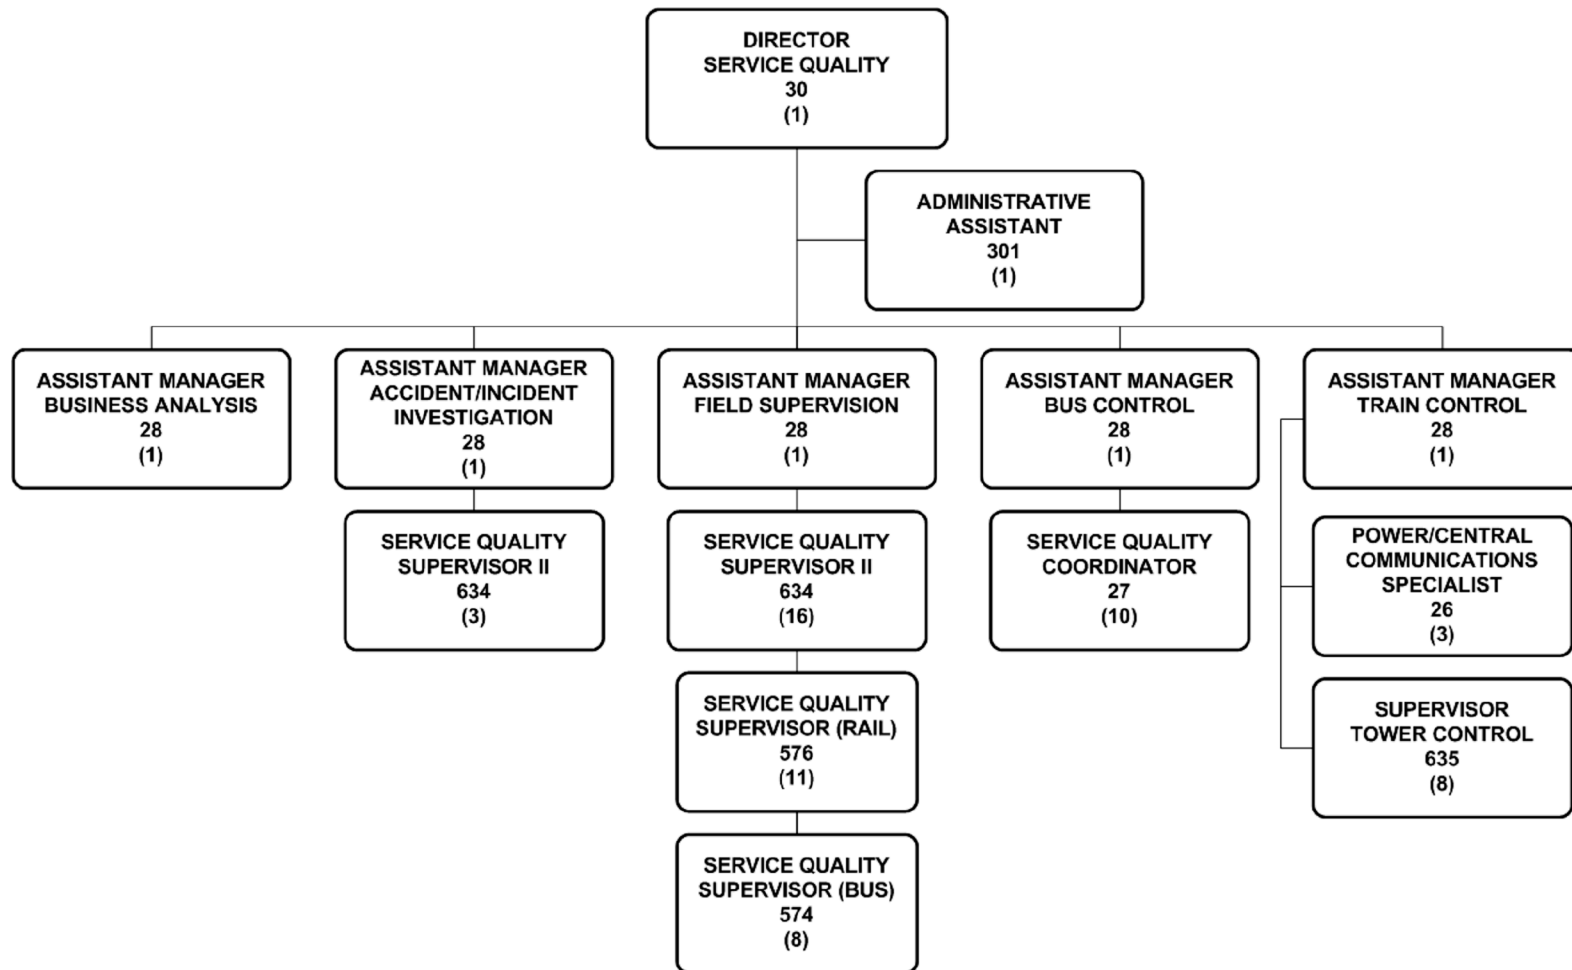 DIRECTOR
SERVICE QUALITY
30
(1)
ADMINISTRATIVE
ASSISTANT
301
(1)
ASSISTANT MANAGER
BUSINESS ANALYSIS
28
(1)
ASSISTANT MANAGER
ACCIDENT/INCIDENT
INVESTIGATION
28
(1)
ASSISTANT MANAGER
FIELD SUPERVISION
28
(1)
ASSISTANT MANAGER
BUS CONTROL
28
(1)
ASSISTANT MANAGER
TRAIN CONTROL
28
(1)
SERVICE QUALITY
SUPERVISOR II
634
(3)
SERVICE QUALITY
SUPERVISOR II
634
(16)
SERVICE QUALITY
COORDINATOR
27
(10)
POWER/CENTRAL
COMMUNICATIONS
SPECIALIST
26
(3)
SERVICE QUALITY
SUPERVISOR (RAIL)
576
(11)
SUPERVISOR
TOWER CONTROL
635
(8)
SERVICE QUALITY
SUPERVISOR (BUS)
574
(8)